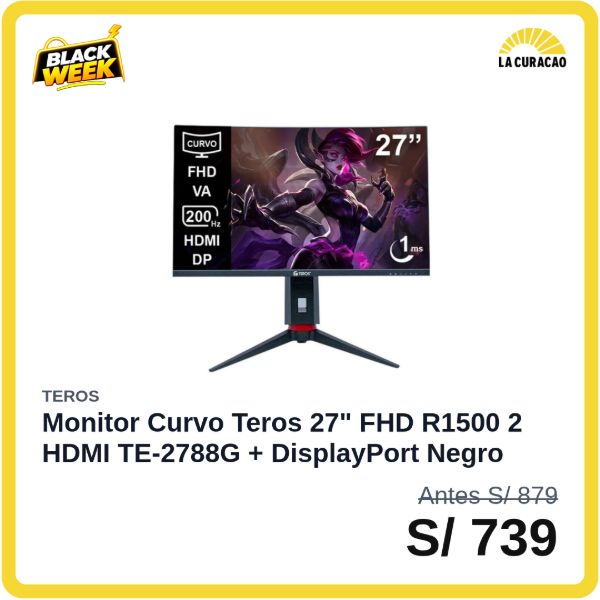 BLACK
WEEK
LA CURACAO
CURVO
FHD
VA
200Hz
HDMI
DP
27”
1ms
TEROS
TEROS
Monitor Curvo Teros 27" FHD R1500 2
HDMI TE-2788G + DisplayPort Negro
Antes S/ 879
S/ 739